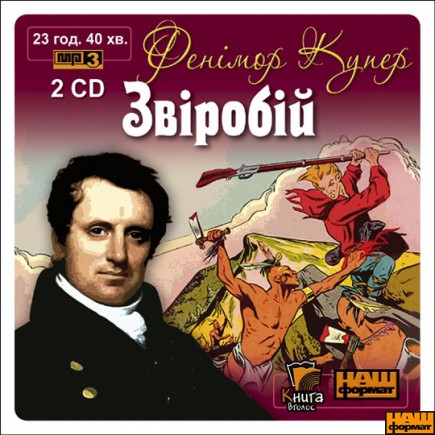 23 год. 40 хв.
mp3
2 CD
Фенімор Купер
Звіробій
Книга
Вголос
НАШ
формат
НАШ
формат